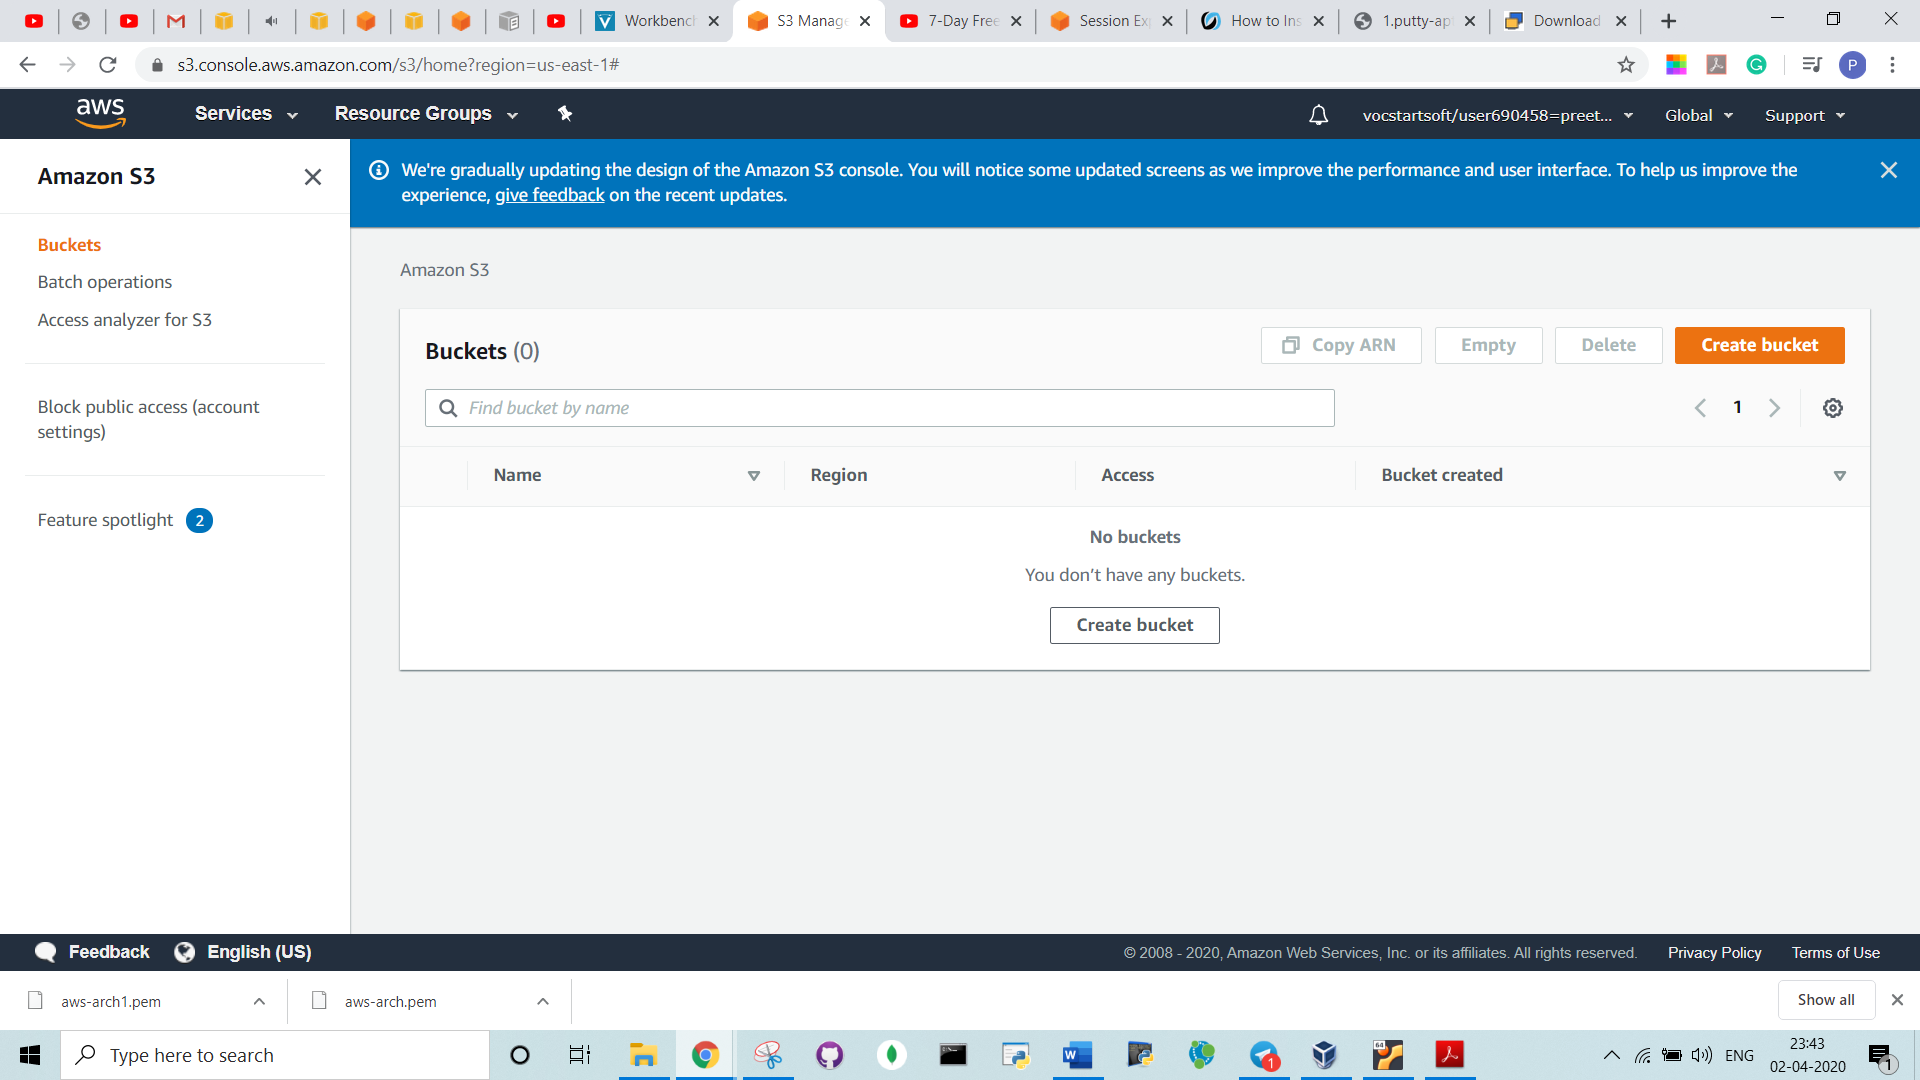 Workbench
S3 Manage
7-Day Free
Session Ex
How to Ins
1.putty-ap
Download
s3.console.aws.amazon.com/s3/home?region=us-east-1#
P
aws
Services
Resource Groups
vocstartsoft/user690458=preet...
Global
Support
Amazon S3
We're gradually updating the design of the Amazon S3 console. You will notice some updated screens as we improve the performance and user interface. To help us improve the
experience, give feedback on the recent updates.
Buckets
Batch operations
Access analyzer for S3
Block public access (account
settings)
Feature spotlight 2
Amazon S3
Buckets (0)
Copy ARN
Empty
Delete
Create bucket
Find bucket by name
1
Name
Region
Access
Bucket created
No buckets
You don't have any buckets.
Create bucket
Feedback
English (US)
© 2008 - 2020, Amazon Web Services, Inc. or its affiliates. All rights reserved.
Privacy Policy
Terms of Use
aws-arch1.pem
aws-arch.pem
Show all
Type here to search
W
64
1
ENG
23:43
02-04-2020
1